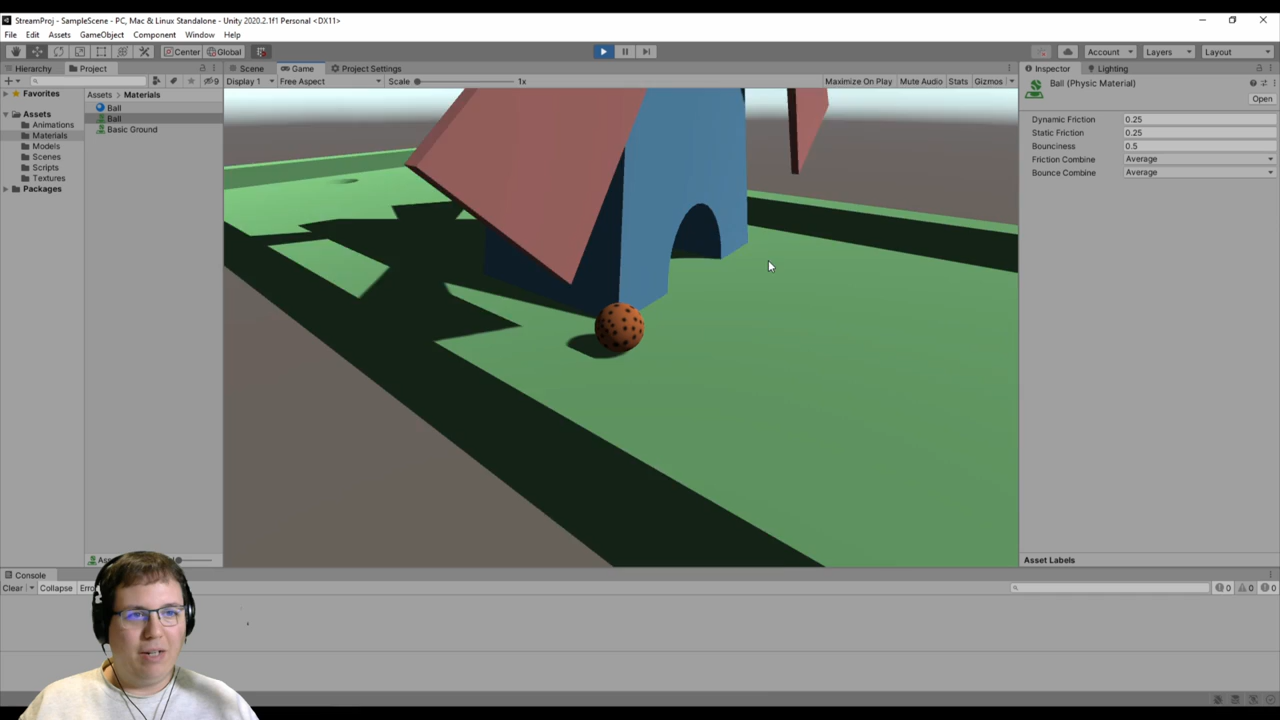 StreamProj - SampleScene - PC, Mac & Linux Standalone - Unity 2020.2.1f1 Personal <DX11>
File Edit Assets GameObject Component Window Help
Center Global Account Layers Layout
Hierarchy Project Scene Game Project Settings Inspector Lighting
9 Display 1 Free Aspect Scale 1x Maximize On Play Mute Audio Stats Gizmos
Favorites
Assets
Animations
Materials
Models
Scenes
Scripts
Textures
Packages
Assets Materials
Ball
Ball
Basic Ground
Ball (Physic Material)
Open
Dynamic Friction 0.25
Static Friction 0.25
Bounciness 0.5
Friction Combine Average
Bounce Combine Average
Asset Labels
Console
Clear Collapse 0 0 0